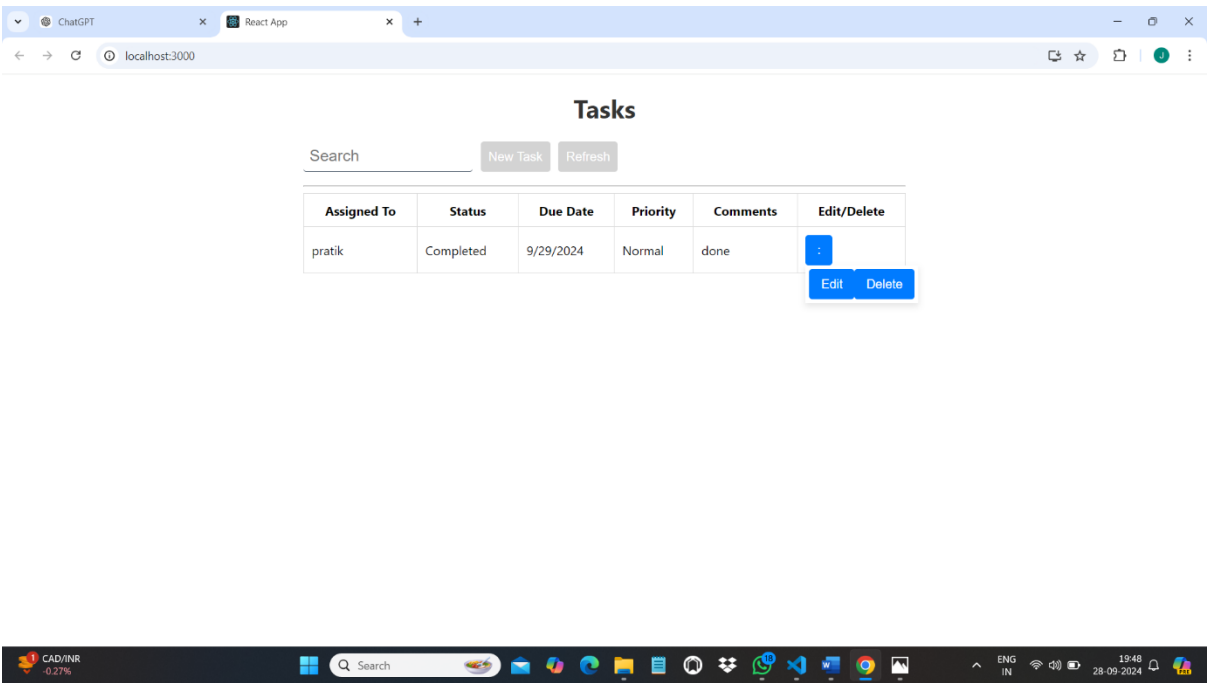 ChatGPT
React App
localhost:3000
J
Tasks
Search New Task Refresh
Assigned To Status Due Date Priority Comments Edit/Delete
pratik Completed 9/29/2024 Normal done :
Edit Delete
1 CAD/INR
-0.27%
Search
ENG
IN
19:48
28-09-2024